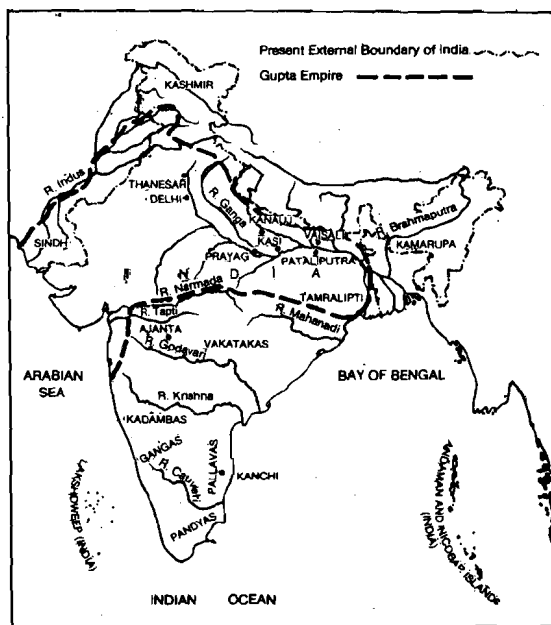 Present External Boundary of India
Gupta Empire
KASHMIR
R. Indus
THANESAR
DELHI
R. Ganga
KANAUJ
VAISALI
R. Brahmaputra
SINDH
KASI
KAMARUPA
PRAYAG
PATALIPUTRA
I N D I A
R. Narmada
TAMRALIPTI
R. Tapti
R. Mahanadi
AJANTA
R. Godavari
VAKATAKAS
ARABIAN
SEA
BAY OF BENGAL
R. Krishna
KADAMBAS
GANGAS
R. Cauveri
PALLAVAS
KANCHI
PANDYAS
LAKSHDWEEP (INDIA)
ANDAMAN AND NICOBAR ISLANDS
(INDIA)
INDIAN OCEAN